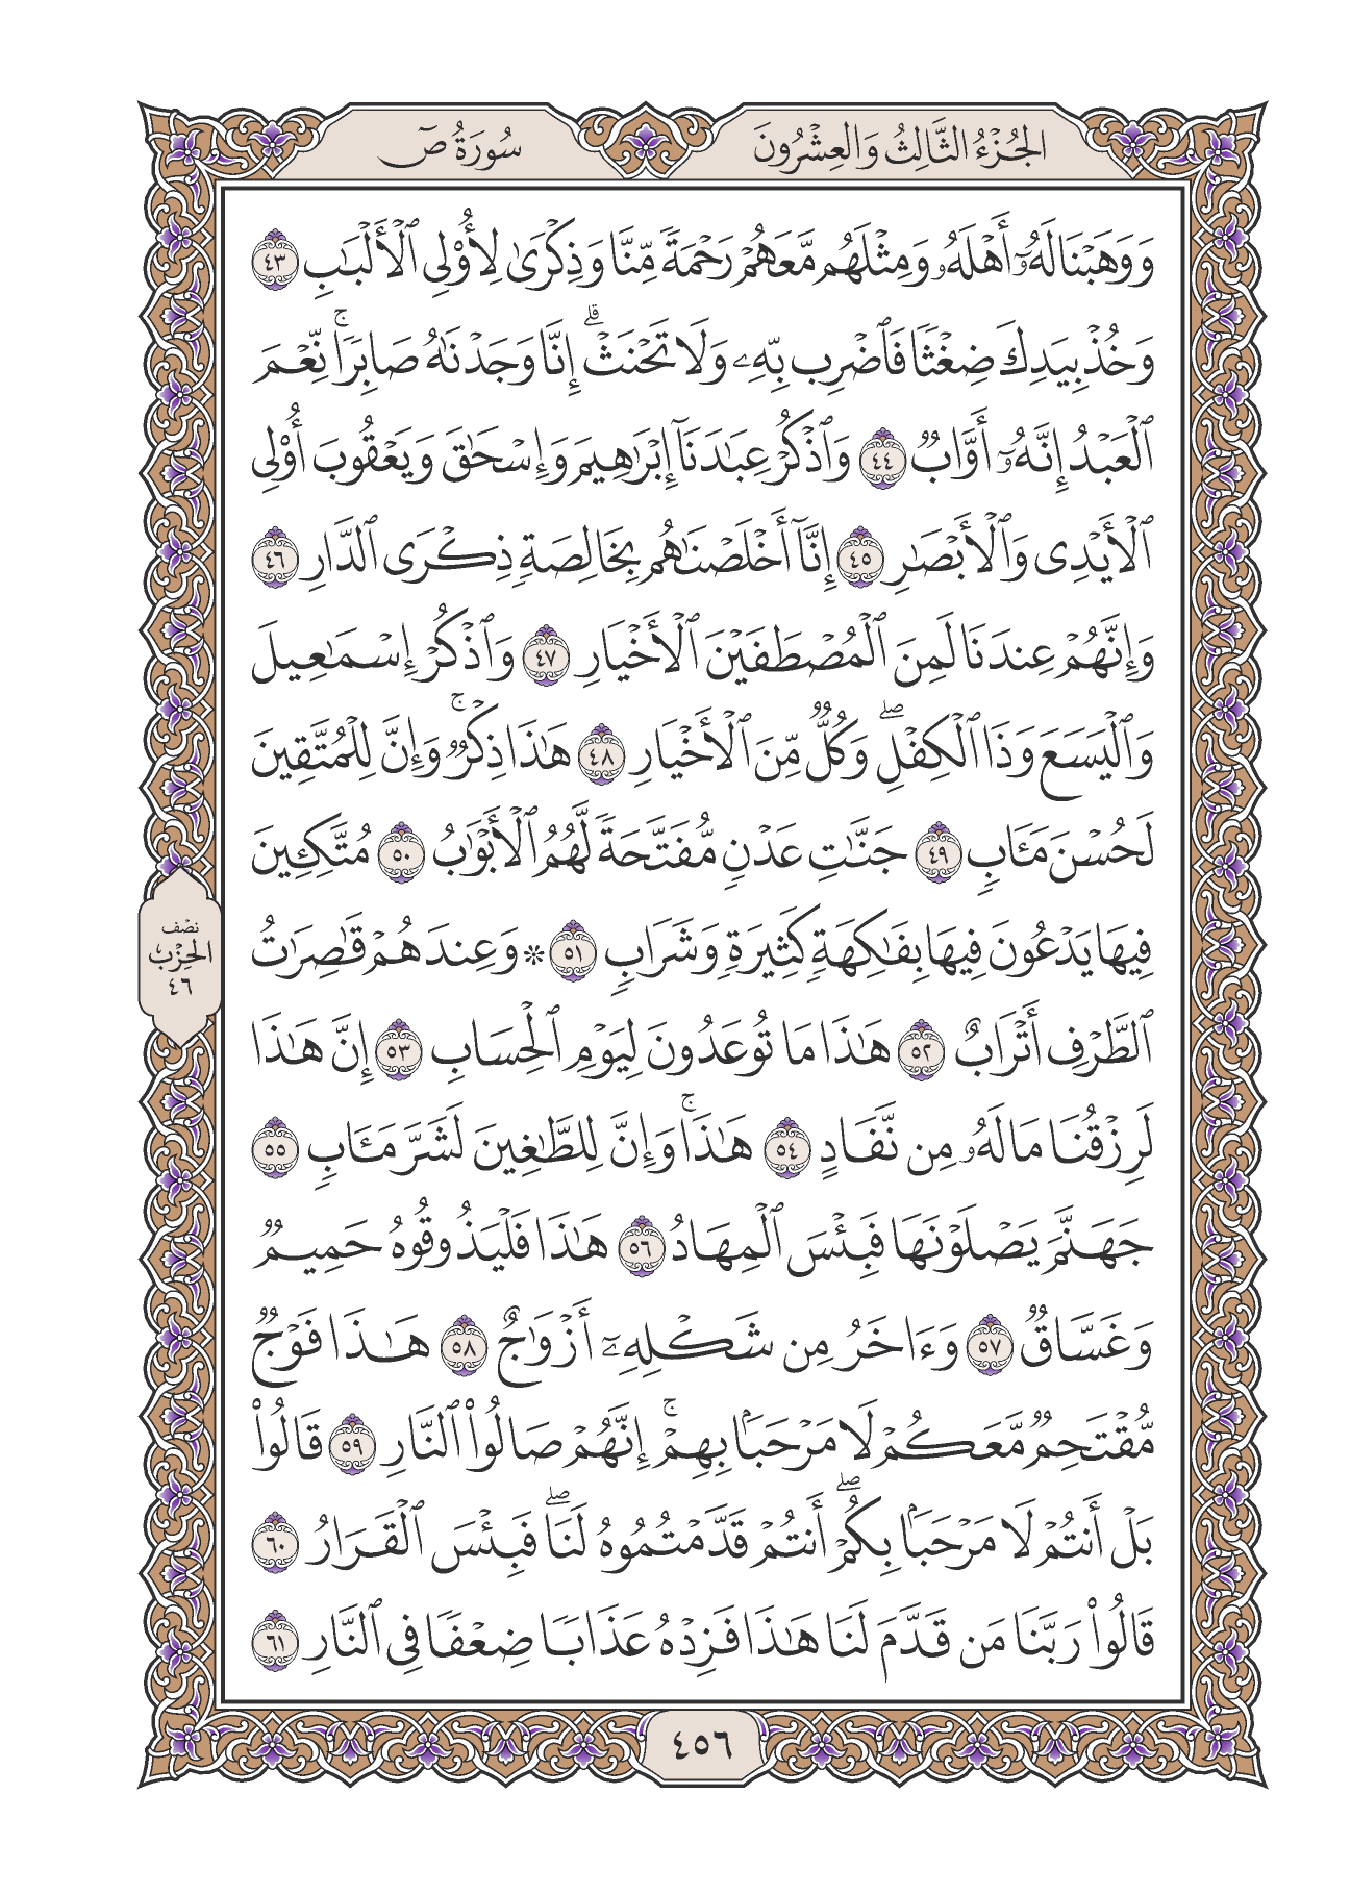 الجُزْءُ الثَّالِثُ وَالعِشْرُونَ
سُورَةُ صٓ
وَوَهَبْنَا لَهُۥٓ أَهْلَهُۥ وَمِثْلَهُم مَّعَهُمْ رَحْمَةً مِّنَّا وَذِكْرَىٰ لِأُو۟لِى ٱلْأَلْبَٰبِ ٤٣
وَخُذْ بِيَدِكَ ضِغْثًا فَٱضْرِب بِّهِۦ وَلَا تَحْنَثْ ۗ إِنَّا وَجَدْنَٰهُ صَابِرًا ۚ نِّعْمَ
ٱلْعَبْدُ إِنَّهُۥٓ أَوَّابٌ ٤٤ وَٱذْكُرْ عِبَٰدَنَآ إِبْرَٰهِيمَ وَإِسْحَٰقَ وَيَعْقُوبَ أُو۟لِى
ٱلْأَيْدِى وَٱلْأَبْصَٰرِ ٤٥ إِنَّآ أَخْلَصْنَٰهُم بِخَالِصَةٍ ذِكْرَى ٱلدَّارِ ٤٦
وَإِنَّهُمْ عِندَنَا لَمِنَ ٱلْمُصْطَفَيْنَ ٱلْأَخْيَارِ ٤٧ وَٱذْكُرْ إِسْمَٰعِيلَ
وَٱلْيَسَعَ وَذَا ٱلْكِفْلِ ۖ وَكُلٌّ مِّنَ ٱلْأَخْيَارِ ٤٨ هَٰذَا ذِكْرٌ ۚ وَإِنَّ لِلْمُتَّقِينَ
لَحُسْنَ مَـَٔابٍ ٤٩ جَنَّٰتِ عَدْنٍ مُّفَتَّحَةً لَّهُمُ ٱلْأَبْوَٰبُ ٥٠ مُتَّكِـِٔينَ
فِيهَا يَدْعُونَ فِيهَا بِفَٰكِهَةٍ كَثِيرَةٍ وَشَرَابٍ ٥١ * وَعِندَهُمْ قَٰصِرَٰتُ
ٱلطَّرْفِ أَتْرَابٌ ٥٢ هَٰذَا مَا تُوعَدُونَ لِيَوْمِ ٱلْحِسَابِ ٥٣ إِنَّ هَٰذَا
لَرِزْقُنَا مَا لَهُۥ مِن نَّفَادٍ ٥٤ هَٰذَا ۚ وَإِنَّ لِلطَّٰغِينَ لَشَرَّ مَـَٔابٍ ٥٥
جَهَنَّمَ يَصْلَوْنَهَا فَبِئْسَ ٱلْمِهَادُ ٥٦ هَٰذَا فَلْيَذُوقُوهُ حَمِيمٌ
وَغَسَّاقٌ ٥٧ وَءَاخَرُ مِن شَكْلِهِۦٓ أَزْوَٰجٌ ٥٨ هَٰذَا فَوْجٌ
مُّقْتَحِمٌ مَّعَكُمْ لَا مَرْحَبًۢا بِهِمْ ۚ إِنَّهُمْ صَالُوا۟ ٱلنَّارِ ٥٩ قَالُوا۟
بَلْ أَنتُمْ لَا مَرْحَبًۢا بِكُمْ ۖ أَنتُمْ قَدَّمْتُمُوهُ لَنَا ۖ فَبِئْسَ ٱلْقَرَارُ ٦٠
قَالُوا۟ رَبَّنَا مَن قَدَّمَ لَنَا هَٰذَا فَزِدْهُ عَذَابًا ضِعْفًا فِى ٱلنَّارِ ٦١
نصف
الحِزْب
٤٦
٤٥٦